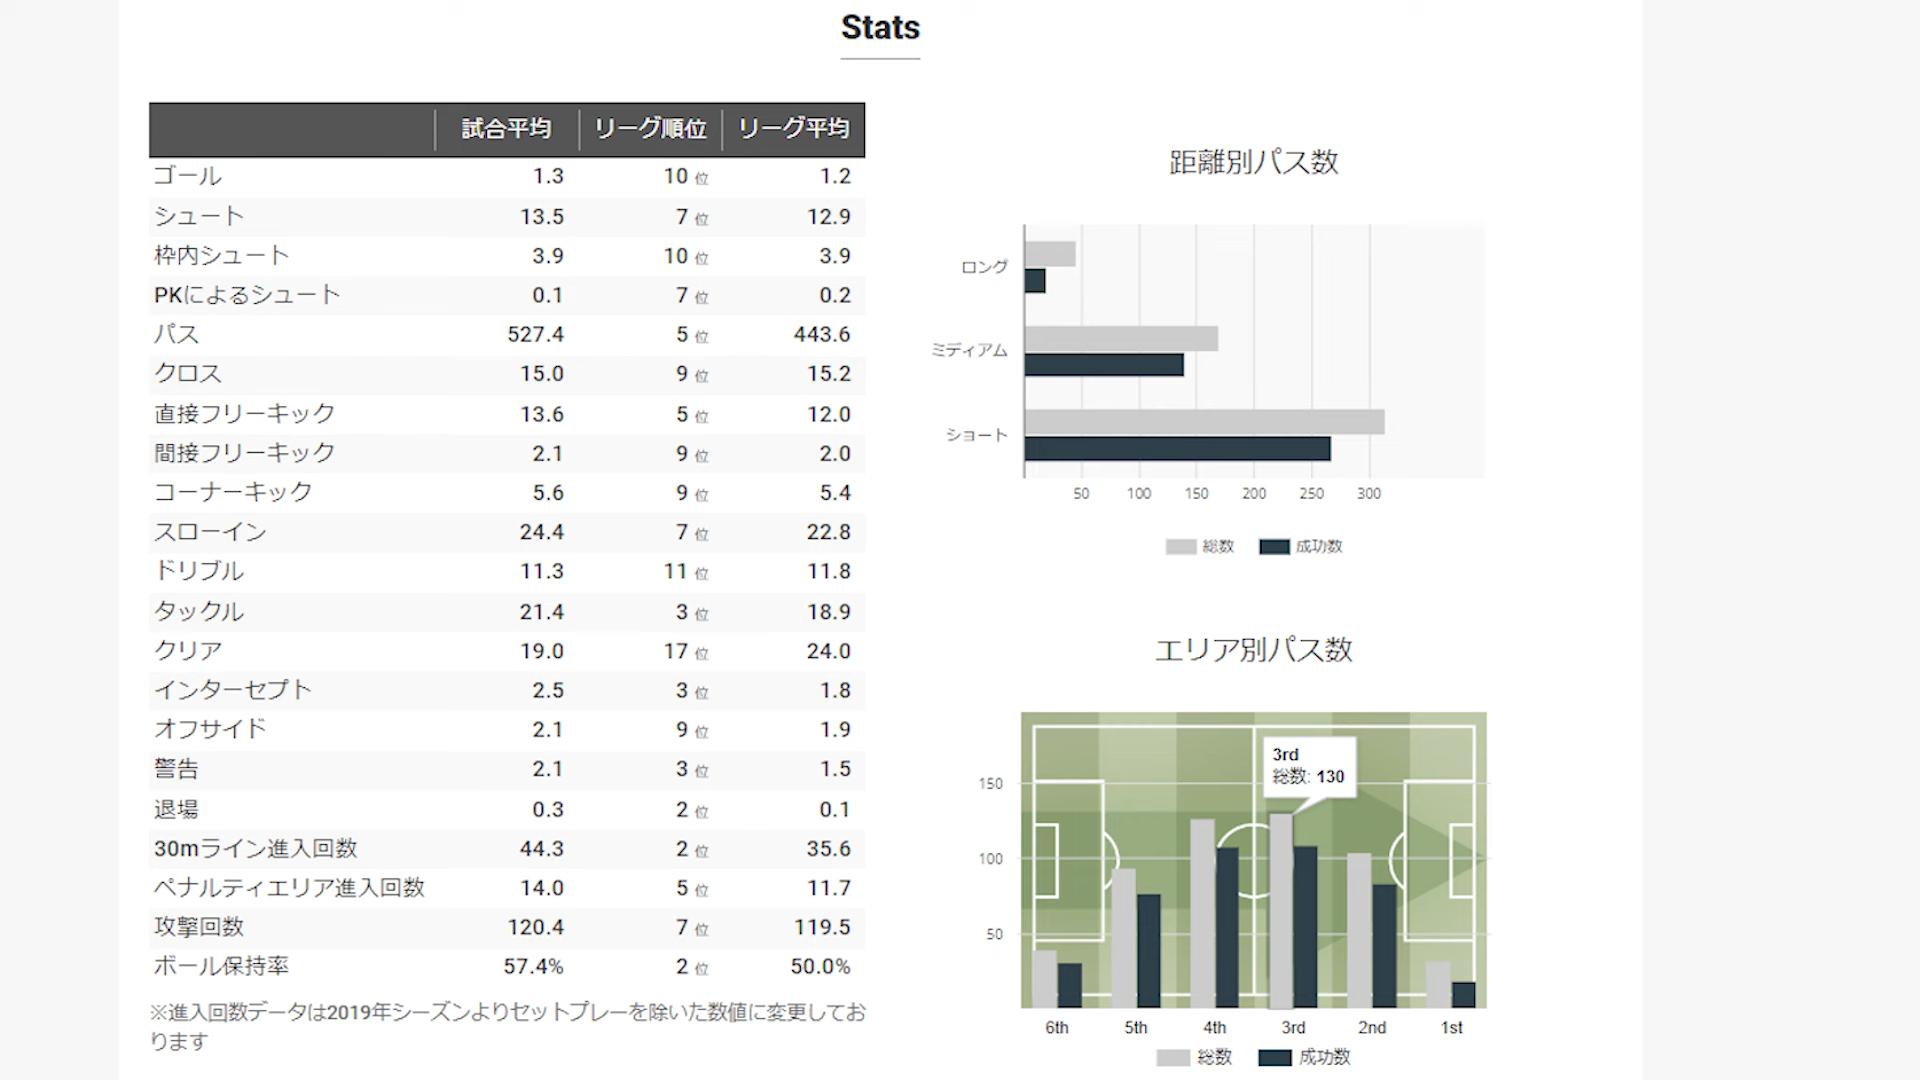 Stats
試合平均 リーグ順位 リーグ平均
ゴール 1.3 10 位 1.2
シュート 13.5 7 位 12.9
枠内シュート 3.9 10 位 3.9
PKによるシュート 0.1 7 位 0.2
パス 527.4 5 位 443.6
クロス 15.0 9 位 15.2
直接フリーキック 13.6 5 位 12.0
間接フリーキック 2.1 9 位 2.0
コーナーキック 5.6 9 位 5.4
スローイン 24.4 7 位 22.8
ドリブル 11.3 11 位 11.8
タックル 21.4 3 位 18.9
クリア 19.0 17 位 24.0
インターセプト 2.5 3 位 1.8
オフサイド 2.1 9 位 1.9
警告 2.1 3 位 1.5
退場 0.3 2 位 0.1
30mライン進入回数 44.3 2 位 35.6
ペナルティエリア進入回数 14.0 5 位 11.7
攻撃回数 120.4 7 位 119.5
ボール保持率 57.4% 2 位 50.0%
※進入回数データは2019年シーズンよりセットプレーを除いた数値に変更してお
ります
距離別パス数
ロング
ミディアム
ショート
50 100 150 200 250 300
総数 成功数
エリア別パス数
3rd
総数: 130
150
100
50
6th 5th 4th 3rd 2nd 1st
総数 成功数